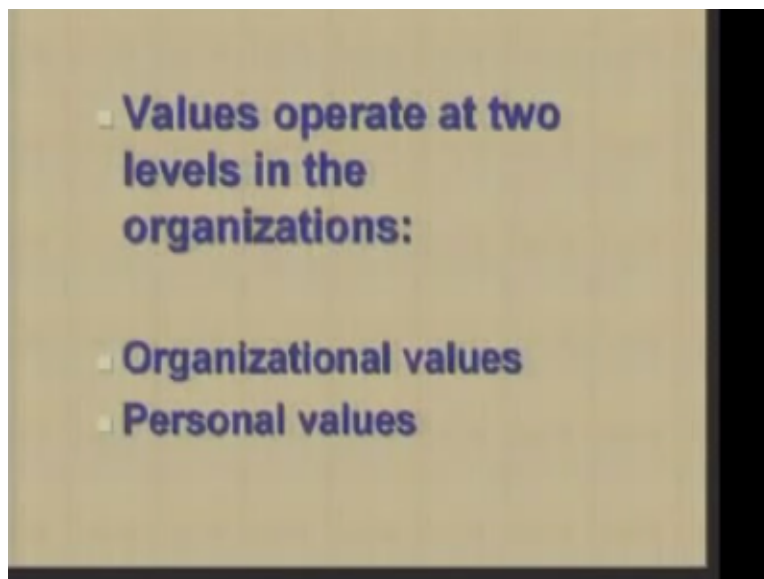 Values operate at two
levels in the
organizations:
Organizational values
Personal values